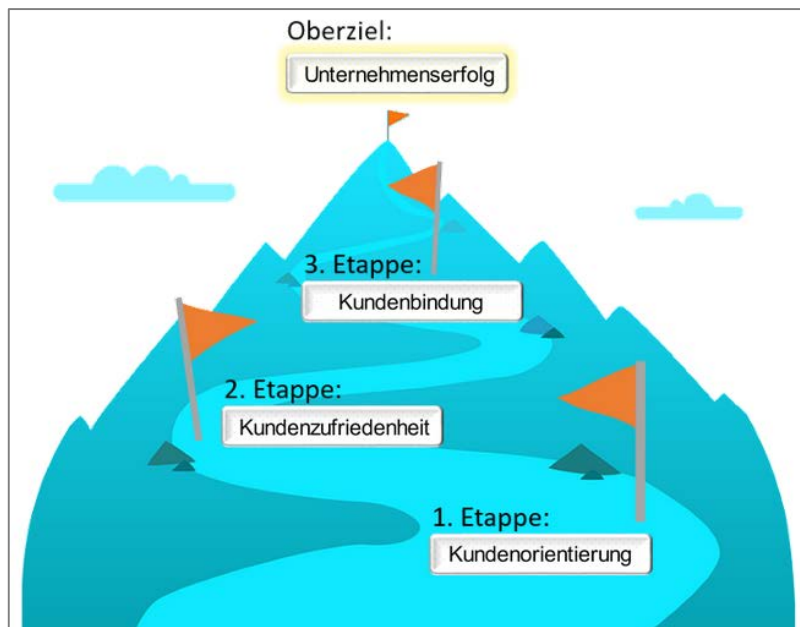 Oberziel:
Unternehmenserfolg
3. Etappe:
Kundenbindung
2. Etappe:
Kundenzufriedenheit
1. Etappe:
Kundenorientierung